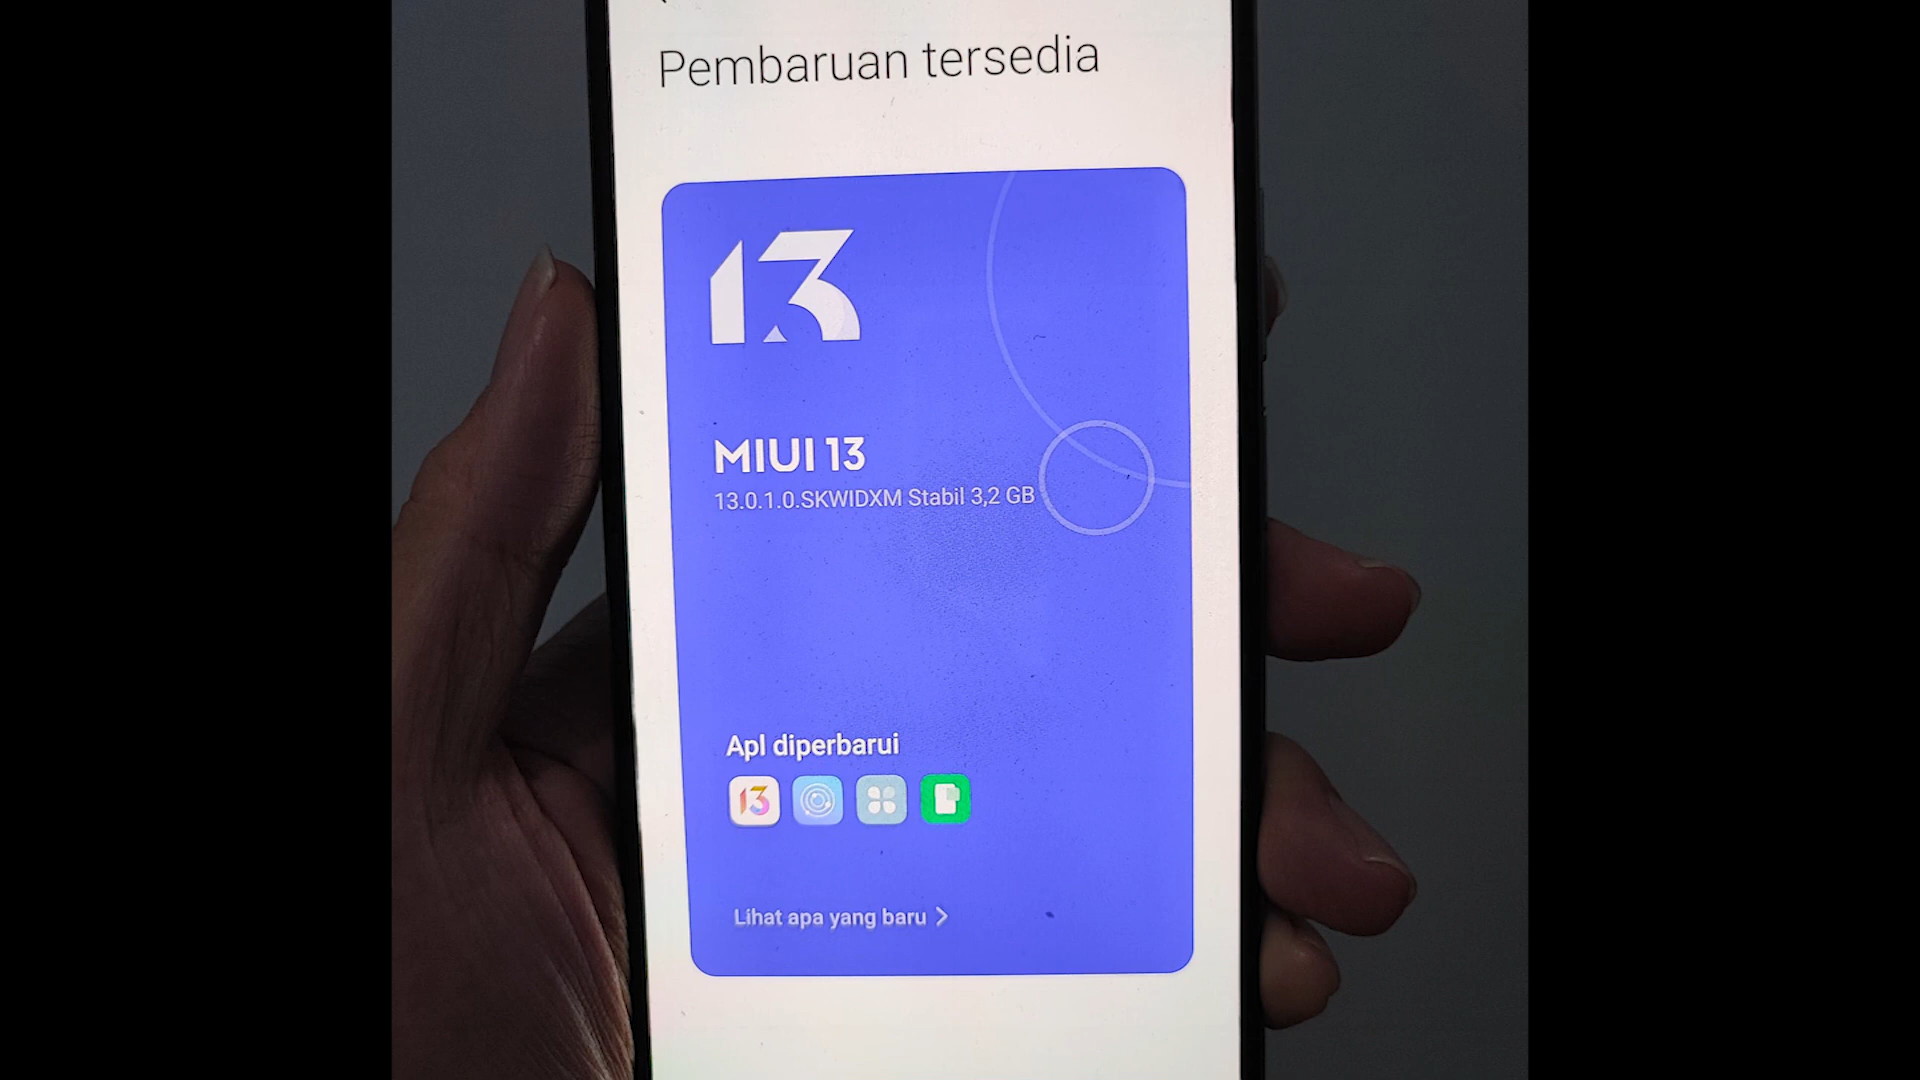 Pembaruan tersedia
13
MIUI 13
13.0.1.0.SKWIDXM Stabil 3,2 GB
Apl diperbarui
13
Lihat apa yang baru